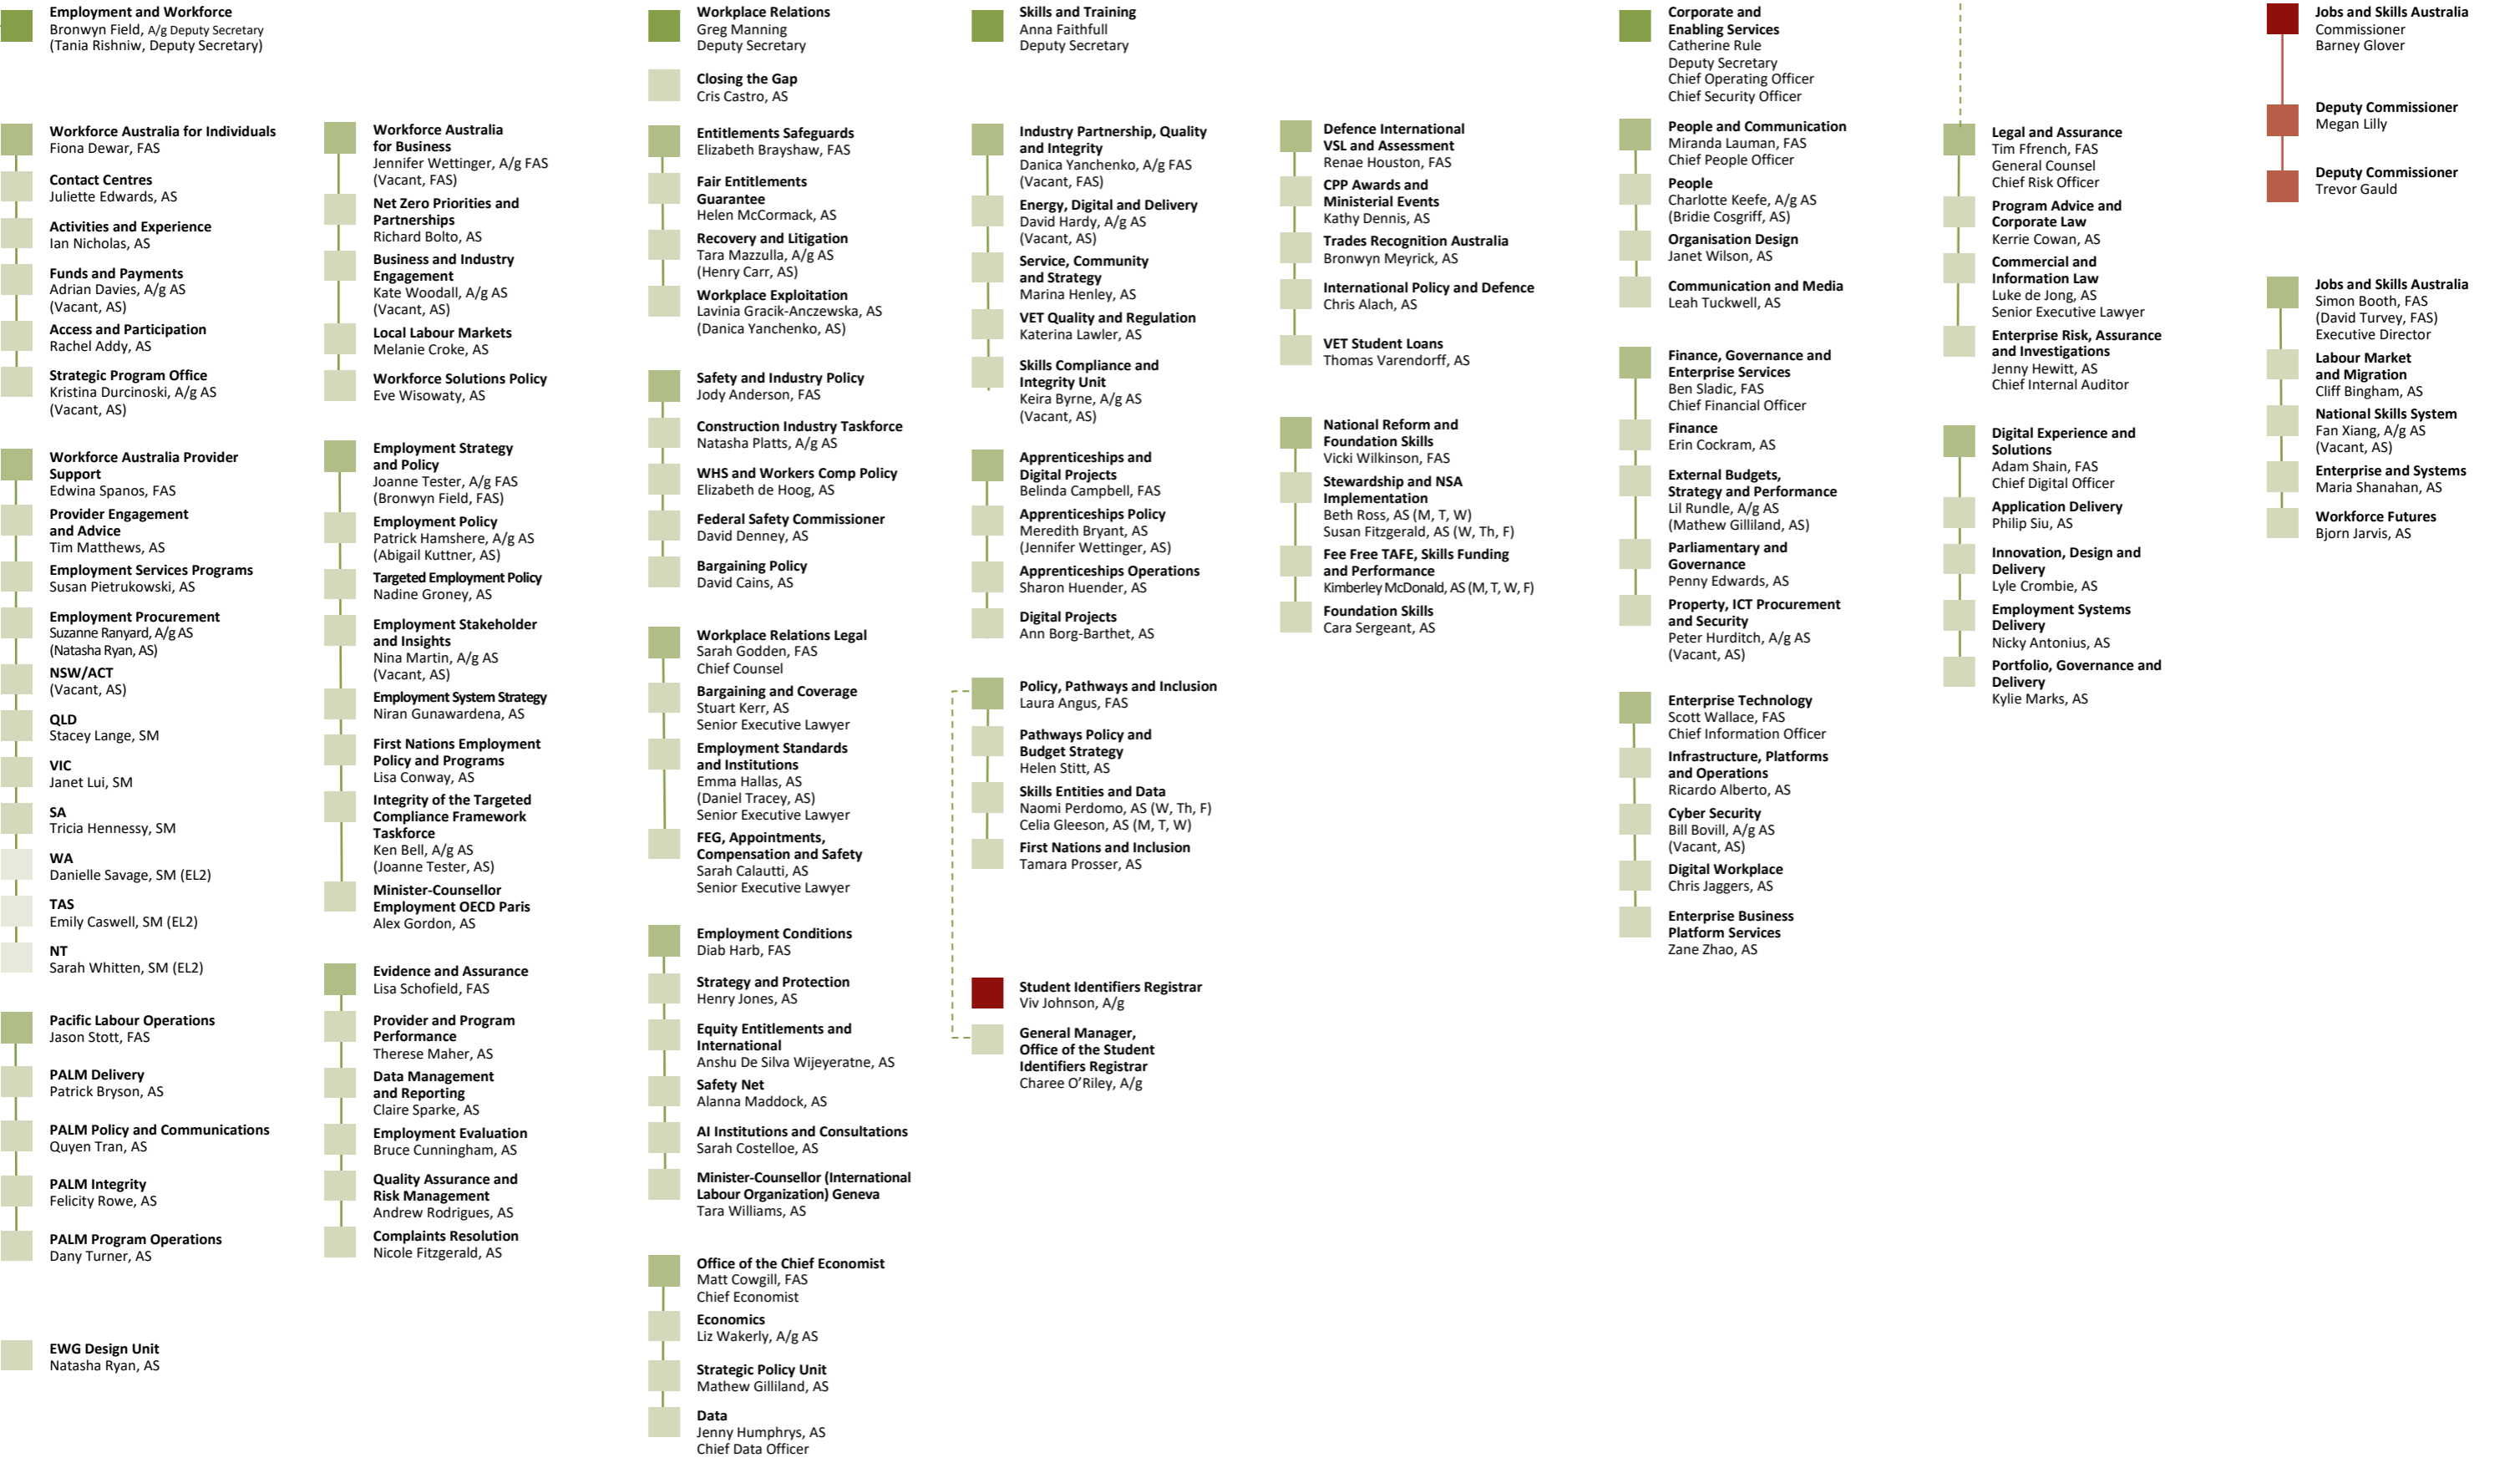 Employment and Workforce
Bronwyn Field, A/g Deputy Secretary
(Tania Rishniw, Deputy Secretary)
Workforce Australia for Individuals
Fiona Dewar, FAS
Contact Centres
Juliette Edwards, AS
Activities and Experience
Ian Nicholas, AS
Funds and Payments
Adrian Davies, A/g AS
(Vacant, AS)
Access and Participation
Rachel Addy, AS
Strategic Program Office
Kristina Durcinoski, A/g AS
(Vacant, AS)
Workforce Australia Provider
Support
Edwina Spanos, FAS
Provider Engagement
and Advice
Tim Matthews, AS
Employment Services Programs
Susan Pietrukowski, AS
Employment Procurement
Suzanne Ranyard, A/g AS
(Natasha Ryan, AS)
NSW/ACT
(Vacant, AS)
QLD
Stacey Lange, SM
VIC
Janet Lui, SM
SA
Tricia Hennessy, SM
WA
Danielle Savage, SM (EL2)
TAS
Emily Caswell, SM (EL2)
NT
Sarah Whitten, SM (EL2)
Pacific Labour Operations
Jason Stott, FAS
PALM Delivery
Patrick Bryson, AS
PALM Policy and Communications
Quyen Tran, AS
PALM Integrity
Felicity Rowe, AS
PALM Program Operations
Dany Turner, AS
EWG Design Unit
Natasha Ryan, AS
Workforce Australia
for Business
Jennifer Wettinger, A/g FAS
(Vacant, FAS)
Net Zero Priorities and
Partnerships
Richard Bolto, AS
Business and Industry
Engagement
Kate Woodall, A/g AS
(Vacant, AS)
Local Labour Markets
Melanie Croke, AS
Workforce Solutions Policy
Eve Wisowaty, AS
Employment Strategy
and Policy
Joanne Tester, A/g FAS
(Bronwyn Field, FAS)
Employment Policy
Patrick Hamshere, A/g AS
(Abigail Kuttner, AS)
Targeted Employment Policy
Nadine Groney, AS
Employment Stakeholder
and Insights
Nina Martin, A/g AS
(Vacant, AS)
Employment System Strategy
Niran Gunawardena, AS
First Nations Employment
Policy and Programs
Lisa Conway, AS
Integrity of the Targeted
Compliance Framework
Taskforce
Ken Bell, A/g AS
(Joanne Tester, AS)
Minister-Counsellor
Employment OECD Paris
Alex Gordon, AS
Evidence and Assurance
Lisa Schofield, FAS
Provider and Program
Performance
Therese Maher, AS
Data Management
and Reporting
Claire Sparke, AS
Employment Evaluation
Bruce Cunningham, AS
Quality Assurance and
Risk Management
Andrew Rodrigues, AS
Complaints Resolution
Nicole Fitzgerald, AS
Workplace Relations
Greg Manning
Deputy Secretary
Closing the Gap
Cris Castro, AS
Entitlements Safeguards
Elizabeth Brayshaw, FAS
Fair Entitlements
Guarantee
Helen McCormack, AS
Recovery and Litigation
Tara Mazzulla, A/g AS
(Henry Carr, AS)
Workplace Exploitation
Lavinia Gracik-Anczewska, AS
(Danica Yanchenko, AS)
Safety and Industry Policy
Jody Anderson, FAS
Construction Industry Taskforce
Natasha Platts, A/g AS
WHS and Workers Comp Policy
Elizabeth de Hoog, AS
Federal Safety Commissioner
David Denney, AS
Bargaining Policy
David Cains, AS
Workplace Relations Legal
Sarah Godden, FAS
Chief Counsel
Bargaining and Coverage
Stuart Kerr, AS
Senior Executive Lawyer
Employment Standards
and Institutions
Emma Hallas, AS
(Daniel Tracey, AS)
Senior Executive Lawyer
FEG, Appointments,
Compensation and Safety
Sarah Calautti, AS
Senior Executive Lawyer
Employment Conditions
Diab Harb, FAS
Strategy and Protection
Henry Jones, AS
Equity Entitlements and
International
Anshu De Silva Wijeyeratne, AS
Safety Net
Alanna Maddock, AS
AI Institutions and Consultations
Sarah Costelloe, AS
Minister-Counsellor (International
Labour Organization) Geneva
Tara Williams, AS
Office of the Chief Economist
Matt Cowgill, FAS
Chief Economist
Economics
Liz Wakerly, A/g AS
Strategic Policy Unit
Mathew Gilliland, AS
Data
Jenny Humphrys, AS
Chief Data Officer
Skills and Training
Anna Faithfull
Deputy Secretary
Industry Partnership, Quality
and Integrity
Danica Yanchenko, A/g FAS
(Vacant, FAS)
Energy, Digital and Delivery
David Hardy, A/g AS
(Vacant, AS)
Service, Community
and Strategy
Marina Henley, AS
VET Quality and Regulation
Katerina Lawler, AS
Skills Compliance and
Integrity Unit
Keira Byrne, A/g AS
(Vacant, AS)
Apprenticeships and
Digital Projects
Belinda Campbell, FAS
Apprenticeships Policy
Meredith Bryant, AS
(Jennifer Wettinger, AS)
Apprenticeships Operations
Sharon Huender, AS
Digital Projects
Ann Borg-Barthet, AS
Policy, Pathways and Inclusion
Laura Angus, FAS
Pathways Policy and
Budget Strategy
Helen Stitt, AS
Skills Entities and Data
Naomi Perdomo, AS (W, Th, F)
Celia Gleeson, AS (M, T, W)
First Nations and Inclusion
Tamara Prosser, AS
Student Identifiers Registrar
Viv Johnson, A/g
General Manager,
Office of the Student
Identifiers Registrar
Charee O'Riley, A/g
Defence International
VSL and Assessment
Renae Houston, FAS
CPP Awards and
Ministerial Events
Kathy Dennis, AS
Trades Recognition Australia
Bronwyn Meyrick, AS
International Policy and Defence
Chris Alach, AS
VET Student Loans
Thomas Varendorff, AS
National Reform and
Foundation Skills
Vicki Wilkinson, FAS
Stewardship and NSA
Implementation
Beth Ross, AS (M, T, W)
Susan Fitzgerald, AS (W, Th, F)
Fee Free TAFE, Skills Funding
and Performance
Kimberley McDonald, AS (M, T, W, F)
Foundation Skills
Cara Sergeant, AS
Corporate and
Enabling Services
Catherine Rule
Deputy Secretary
Chief Operating Officer
Chief Security Officer
People and Communication
Miranda Lauman, FAS
Chief People Officer
People
Charlotte Keefe, A/g AS
(Bridie Cosgriff, AS)
Organisation Design
Janet Wilson, AS
Communication and Media
Leah Tuckwell, AS
Finance, Governance and
Enterprise Services
Ben Sladic, FAS
Chief Financial Officer
Finance
Erin Cockram, AS
External Budgets,
Strategy and Performance
Lil Rundle, A/g AS
(Mathew Gilliland, AS)
Parliamentary and
Governance
Penny Edwards, AS
Property, ICT Procurement
and Security
Peter Hurditch, A/g AS
(Vacant, AS)
Enterprise Technology
Scott Wallace, FAS
Chief Information Officer
Infrastructure, Platforms
and Operations
Ricardo Alberto, AS
Cyber Security
Bill Bovill, A/g AS
(Vacant, AS)
Digital Workplace
Chris Jaggers, AS
Enterprise Business
Platform Services
Zane Zhao, AS
Legal and Assurance
Tim Ffrench, FAS
General Counsel
Chief Risk Officer
Program Advice and
Corporate Law
Kerrie Cowan, AS
Commercial and
Information Law
Luke de Jong, AS
Senior Executive Lawyer
Enterprise Risk, Assurance
and Investigations
Jenny Hewitt, AS
Chief Internal Auditor
Digital Experience and
Solutions
Adam Shain, FAS
Chief Digital Officer
Application Delivery
Philip Siu, AS
Innovation, Design and
Delivery
Lyle Crombie, AS
Employment Systems
Delivery
Nicky Antonius, AS
Portfolio, Governance and
Delivery
Kylie Marks, AS
Jobs and Skills Australia
Commissioner
Barney Glover
Deputy Commissioner
Megan Lilly
Deputy Commissioner
Trevor Gauld
Jobs and Skills Australia
Simon Booth, FAS
(David Turvey, FAS)
Executive Director
Labour Market
and Migration
Cliff Bingham, AS
National Skills System
Fan Xiang, A/g AS
(Vacant, AS)
Enterprise and Systems
Maria Shanahan, AS
Workforce Futures
Bjorn Jarvis, AS